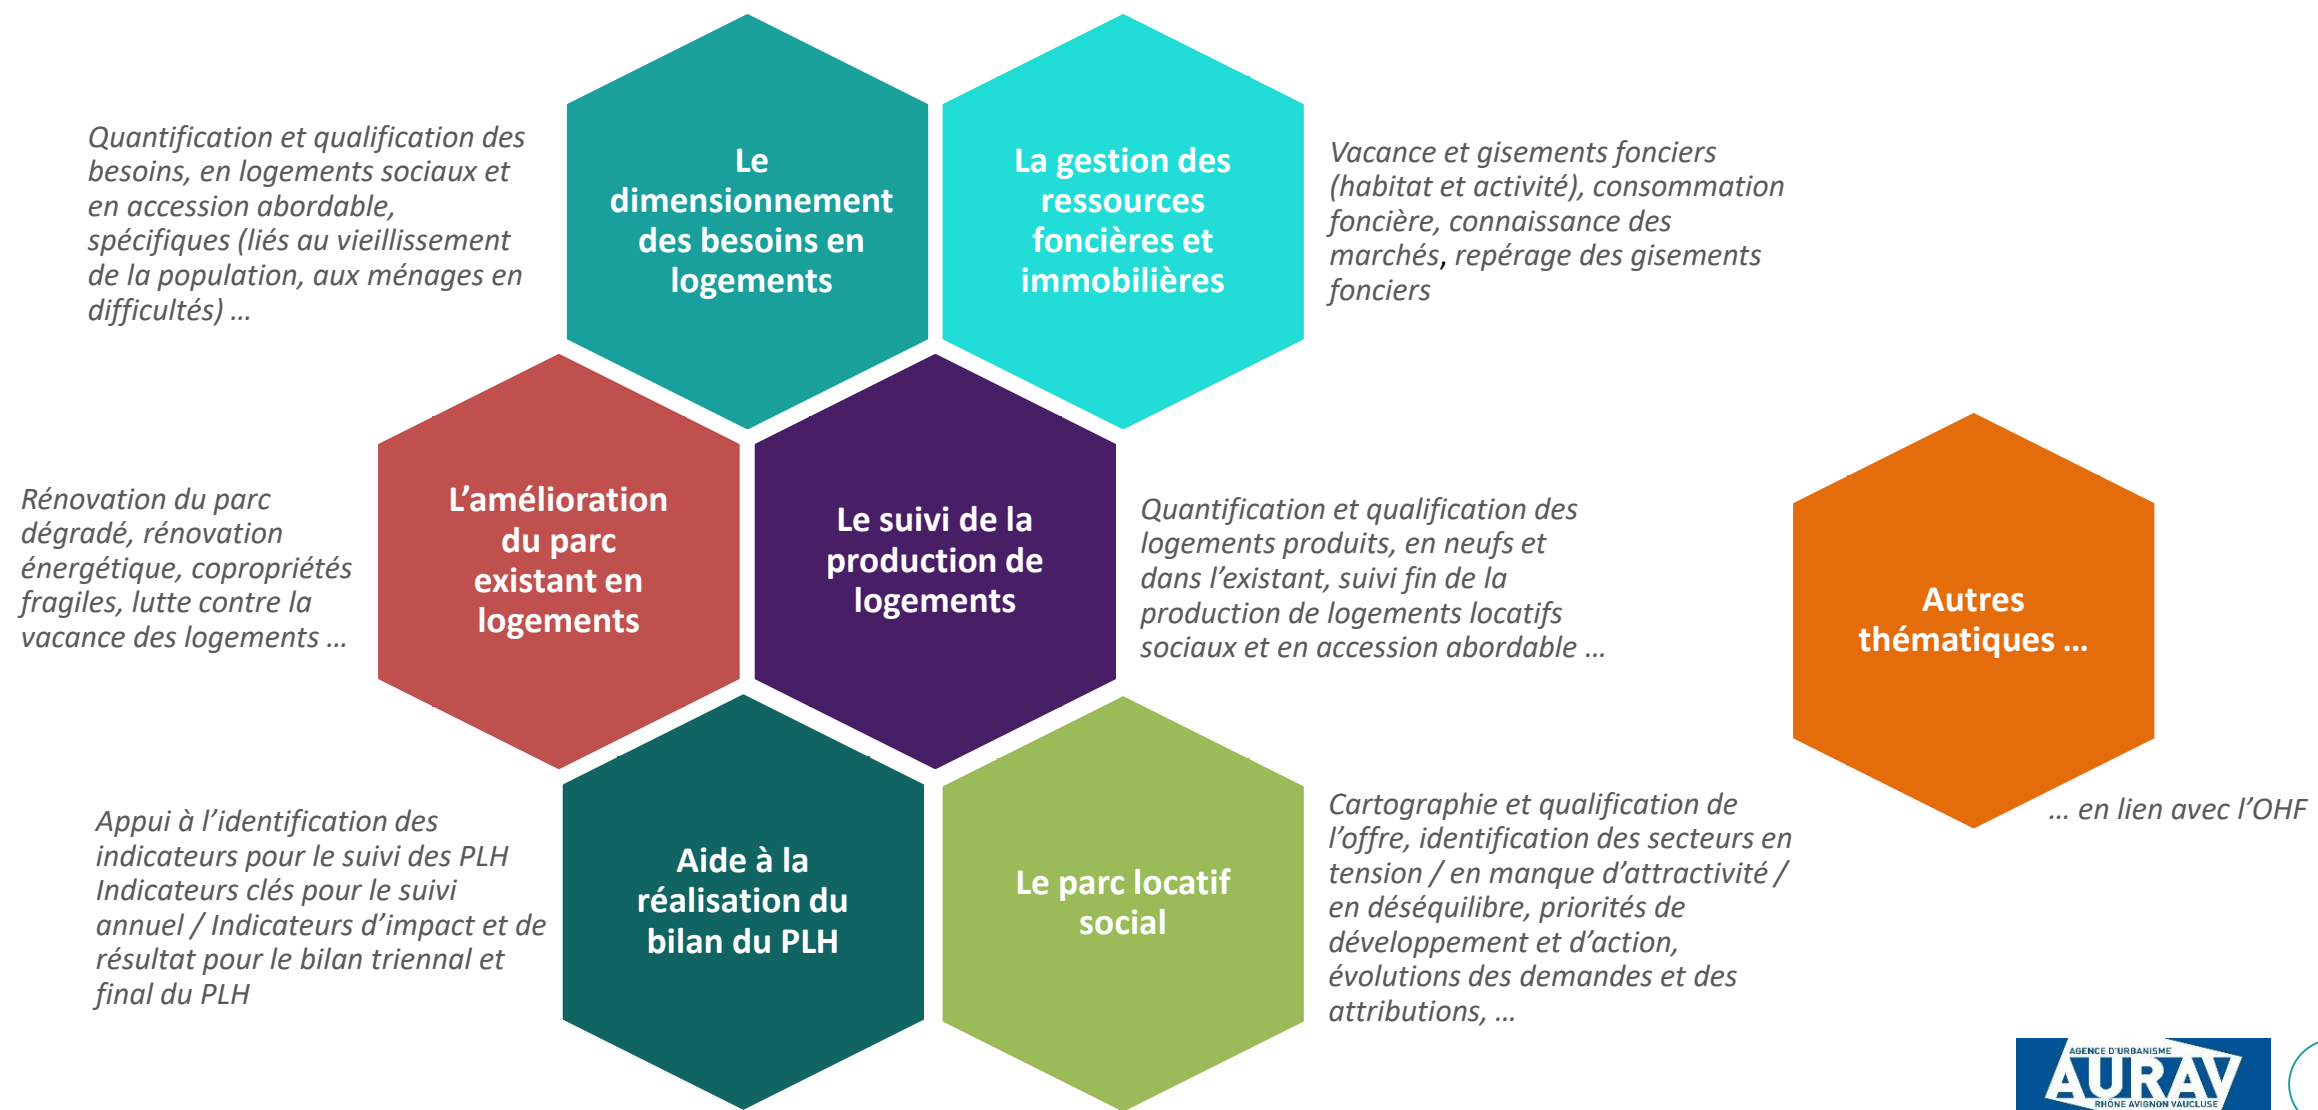 Quantification et qualification des
besoins, en logements sociaux et
en accession abordable,
spécifiques (liés au vieillissement
de la population, aux ménages en
difficultés) …
Le
dimensionnement
des besoins en
logements
La gestion des
ressources
foncières et
immobilières
Vacance et gisements fonciers
(habitat et activité), consommation
foncière, connaissance des
marchés, repérage des gisements
fonciers
Rénovation du parc
dégradé, rénovation
énergétique, copropriétés
fragiles, lutte contre la
vacance des logements …
L’amélioration
du parc
existant en
logements
Le suivi de la
production de
logements
Quantification et qualification des
logements produits, en neufs et
dans l’existant, suivi fin de la
production de logements locatifs
sociaux et en accession abordable …
Autres
thématiques …
… en lien avec l’OHF
Appui à l’identification des
indicateurs pour le suivi des PLH
Indicateurs clés pour le suivi
annuel / Indicateurs d’impact et de
résultat pour le bilan triennal et
final du PLH
Aide à la
réalisation du
bilan du PLH
Le parc locatif
social
Cartographie et qualification de
l’offre, identification des secteurs en
tension / en manque d’attractivité /
en déséquilibre, priorités de
développement et d’action,
évolutions des demandes et des
attributions, …
AGENCE D'URBANISME
AURAV
RHÔNE AVIGNON VAUCLUSE